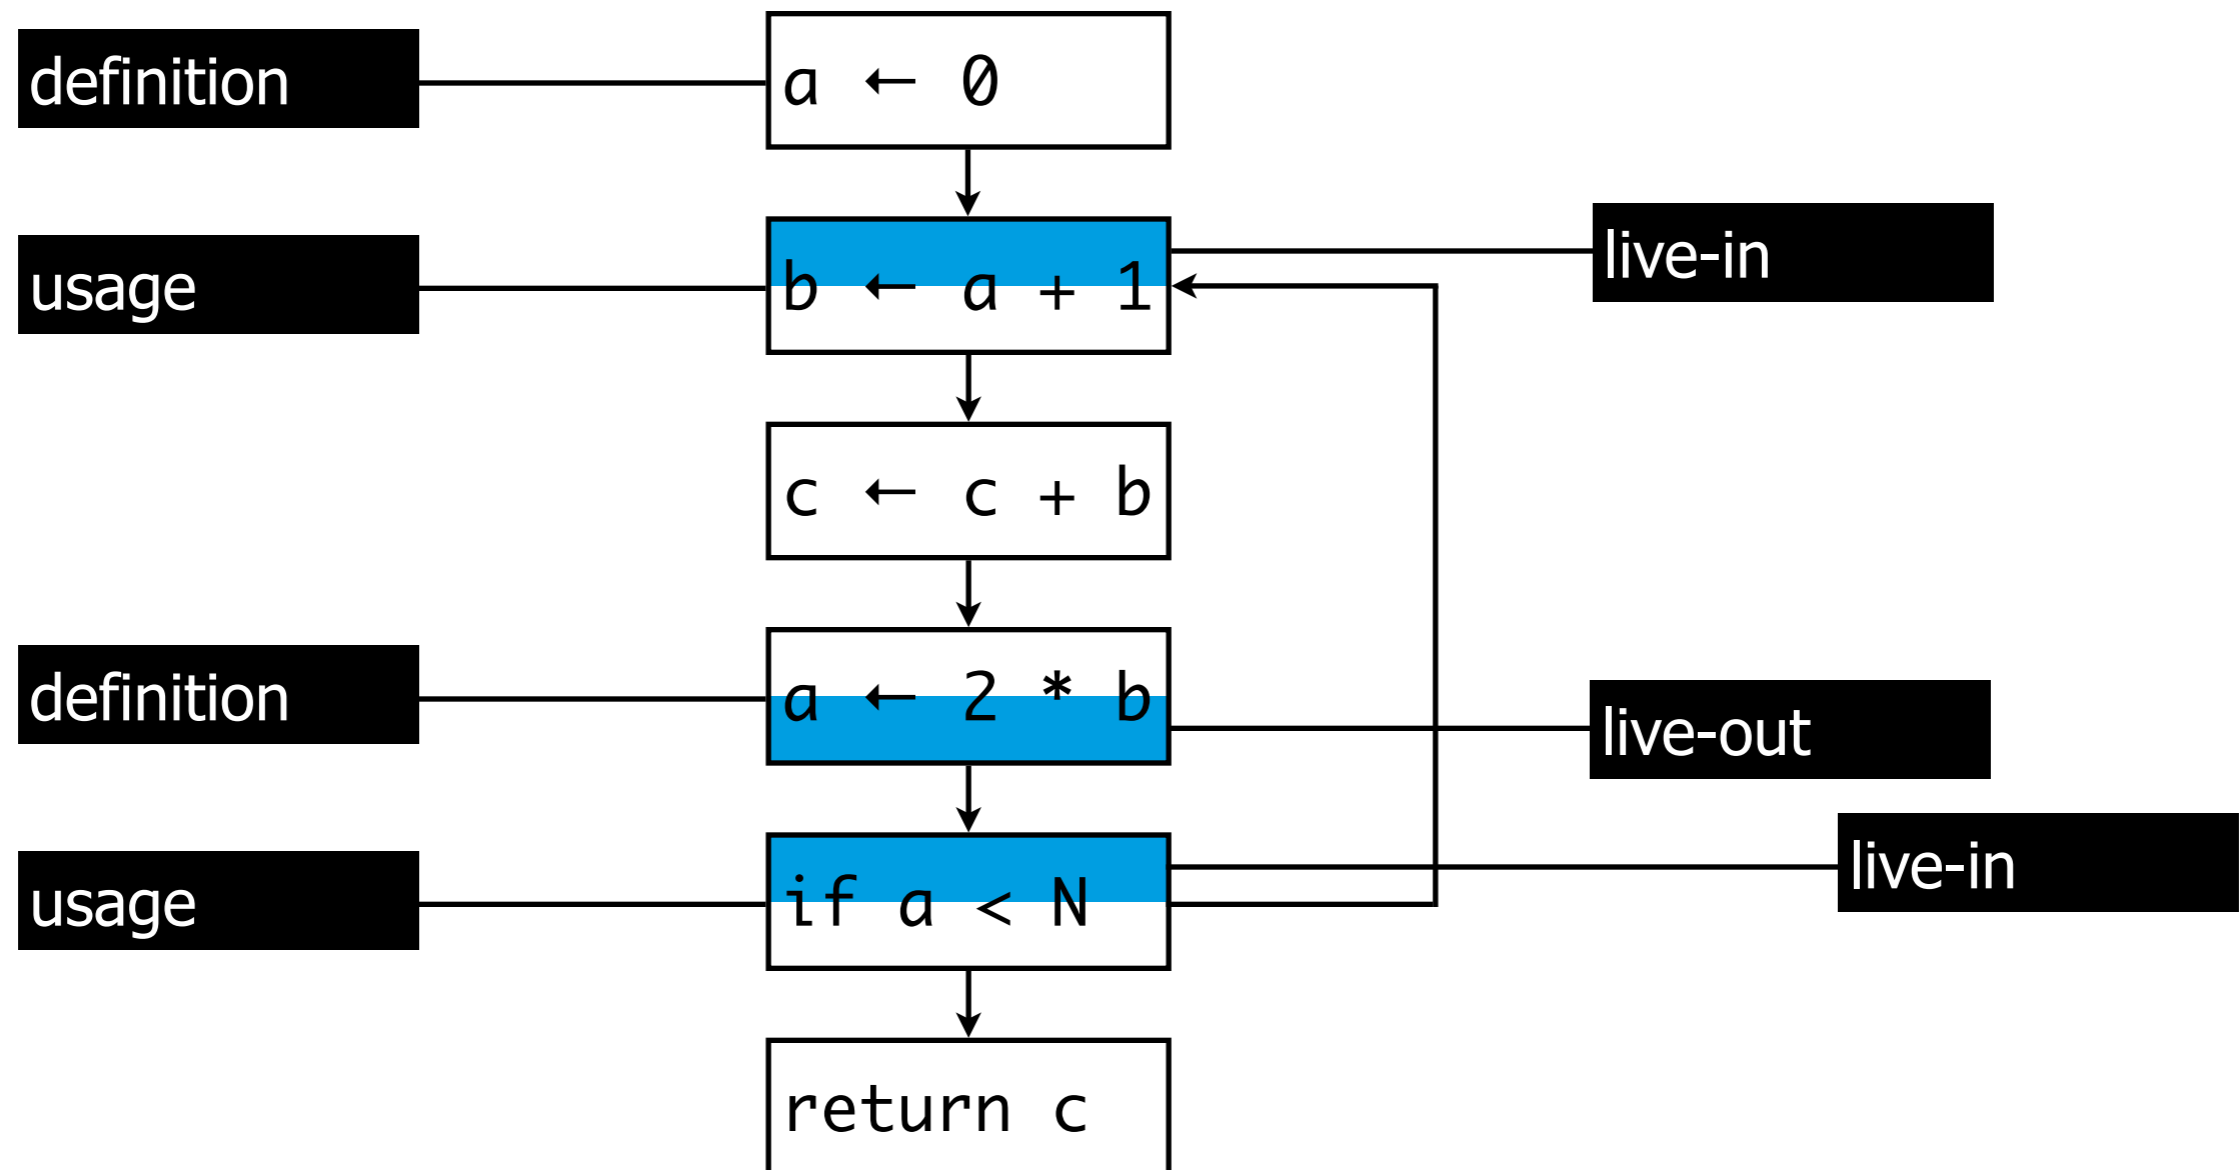 definition
a ← 0
usage
b ← a + 1
live-in
c ← c + b
definition
a ← 2 * b
live-out
usage
if a < N
live-in
return c